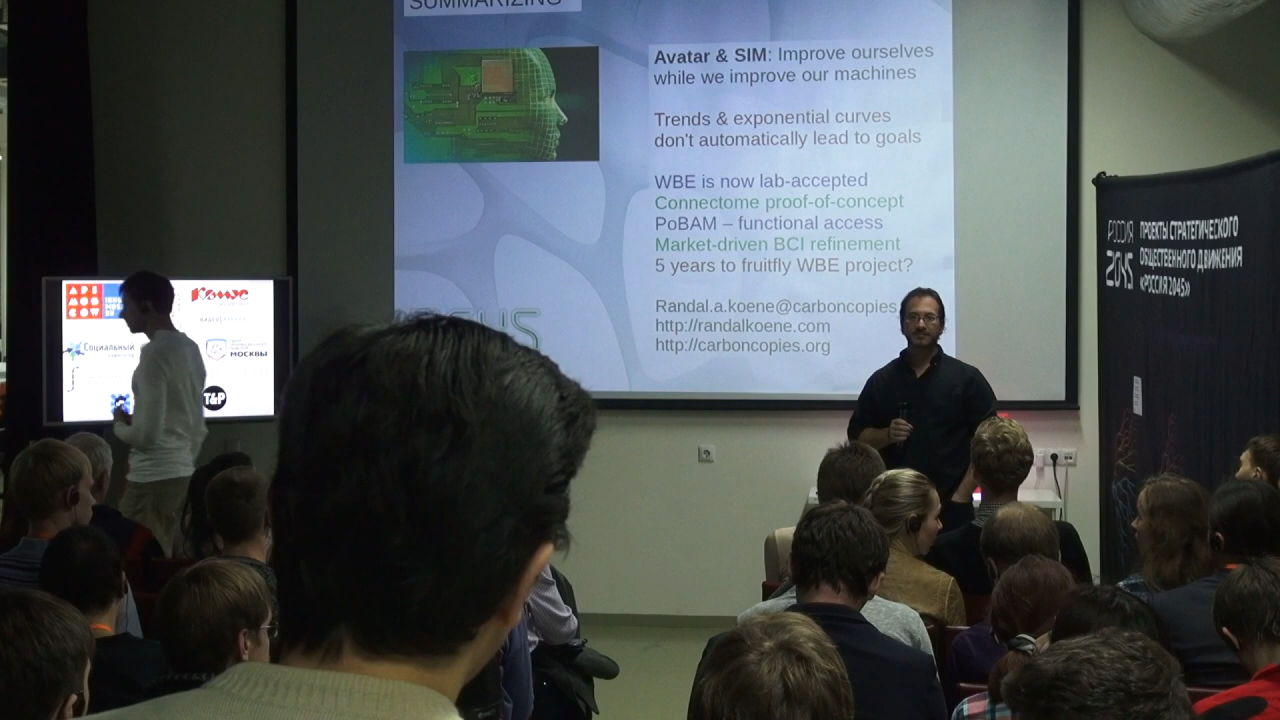 SUMMARIZING
Avatar & SIM: Improve ourselves
while we improve our machines
Trends & exponential curves
don't automatically lead to goals
WBE is now lab-accepted
Connectome proof-of-concept
PoBAM – functional access
Market-driven BCI refinement
5 years to fruitfly WBE project?
Randal.a.koene@carboncopies
http://randalkoene.com
http://carboncopies.org
РОССИЯ
2045
ПРОЕКТЫ СТРАТЕГИЧЕСКОГО
ОБЩЕСТВЕННОГО ДВИЖЕНИЯ
«РОССИЯ 2045»
Комус
Социальный
МОСКВЫ
T&P